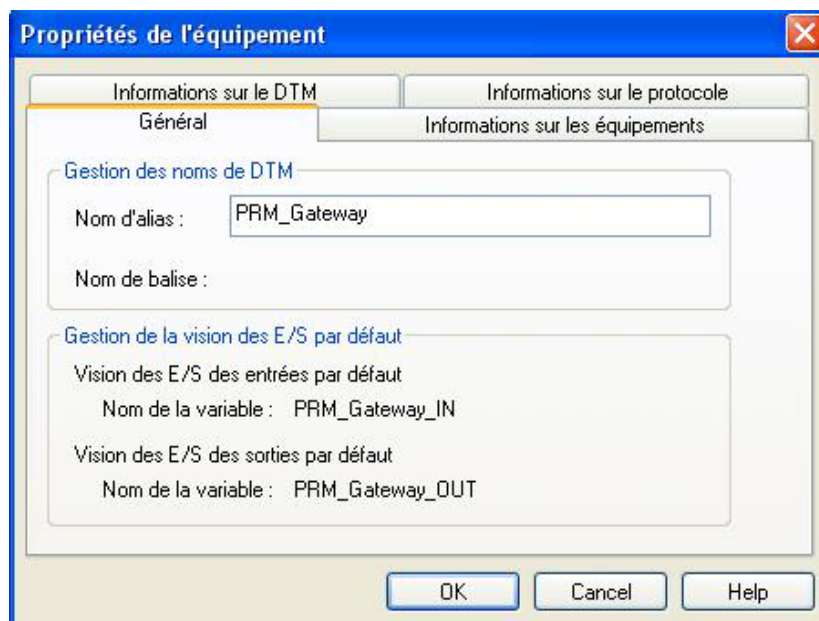 Propriétés de l'équipement
Informations sur le DTM
Informations sur le protocole
Général
Informations sur les équipements
Gestion des noms de DTM
Nom d'alias : PRM_Gateway
Nom de balise :
Gestion de la vision des E/S par défaut
Vision des E/S des entrées par défaut
Nom de la variable : PRM_Gateway_IN
Vision des E/S des sorties par défaut
Nom de la variable : PRM_Gateway_OUT
OK
Cancel
Help